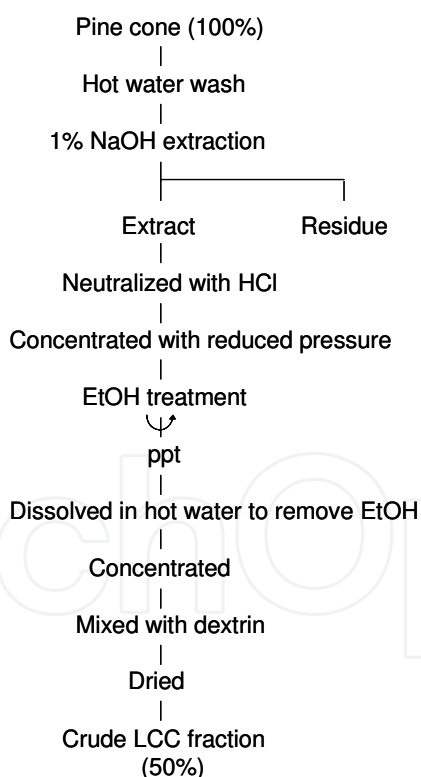 Pine cone (100%)
Hot water wash
1% NaOH extraction
Extract
Residue
Neutralized with HCl
Concentrated with reduced pressure
EtOH treatment
ppt
Dissolved in hot water to remove EtOH
Concentrated
Mixed with dextrin
Dried
Crude LCC fraction
(50%)
chOp